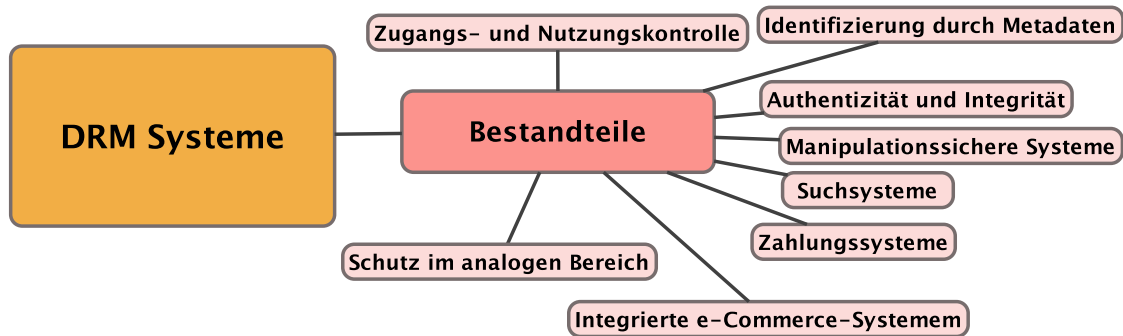 DRM Systeme
Bestandteile
Zugangs- und Nutzungskontrolle
Identifizierung durch Metadaten
Authentizität und Integrität
Manipulationssichere Systeme
Suchsysteme
Zahlungssysteme
Integrierte e-Commerce-Systemem
Schutz im analogen Bereich